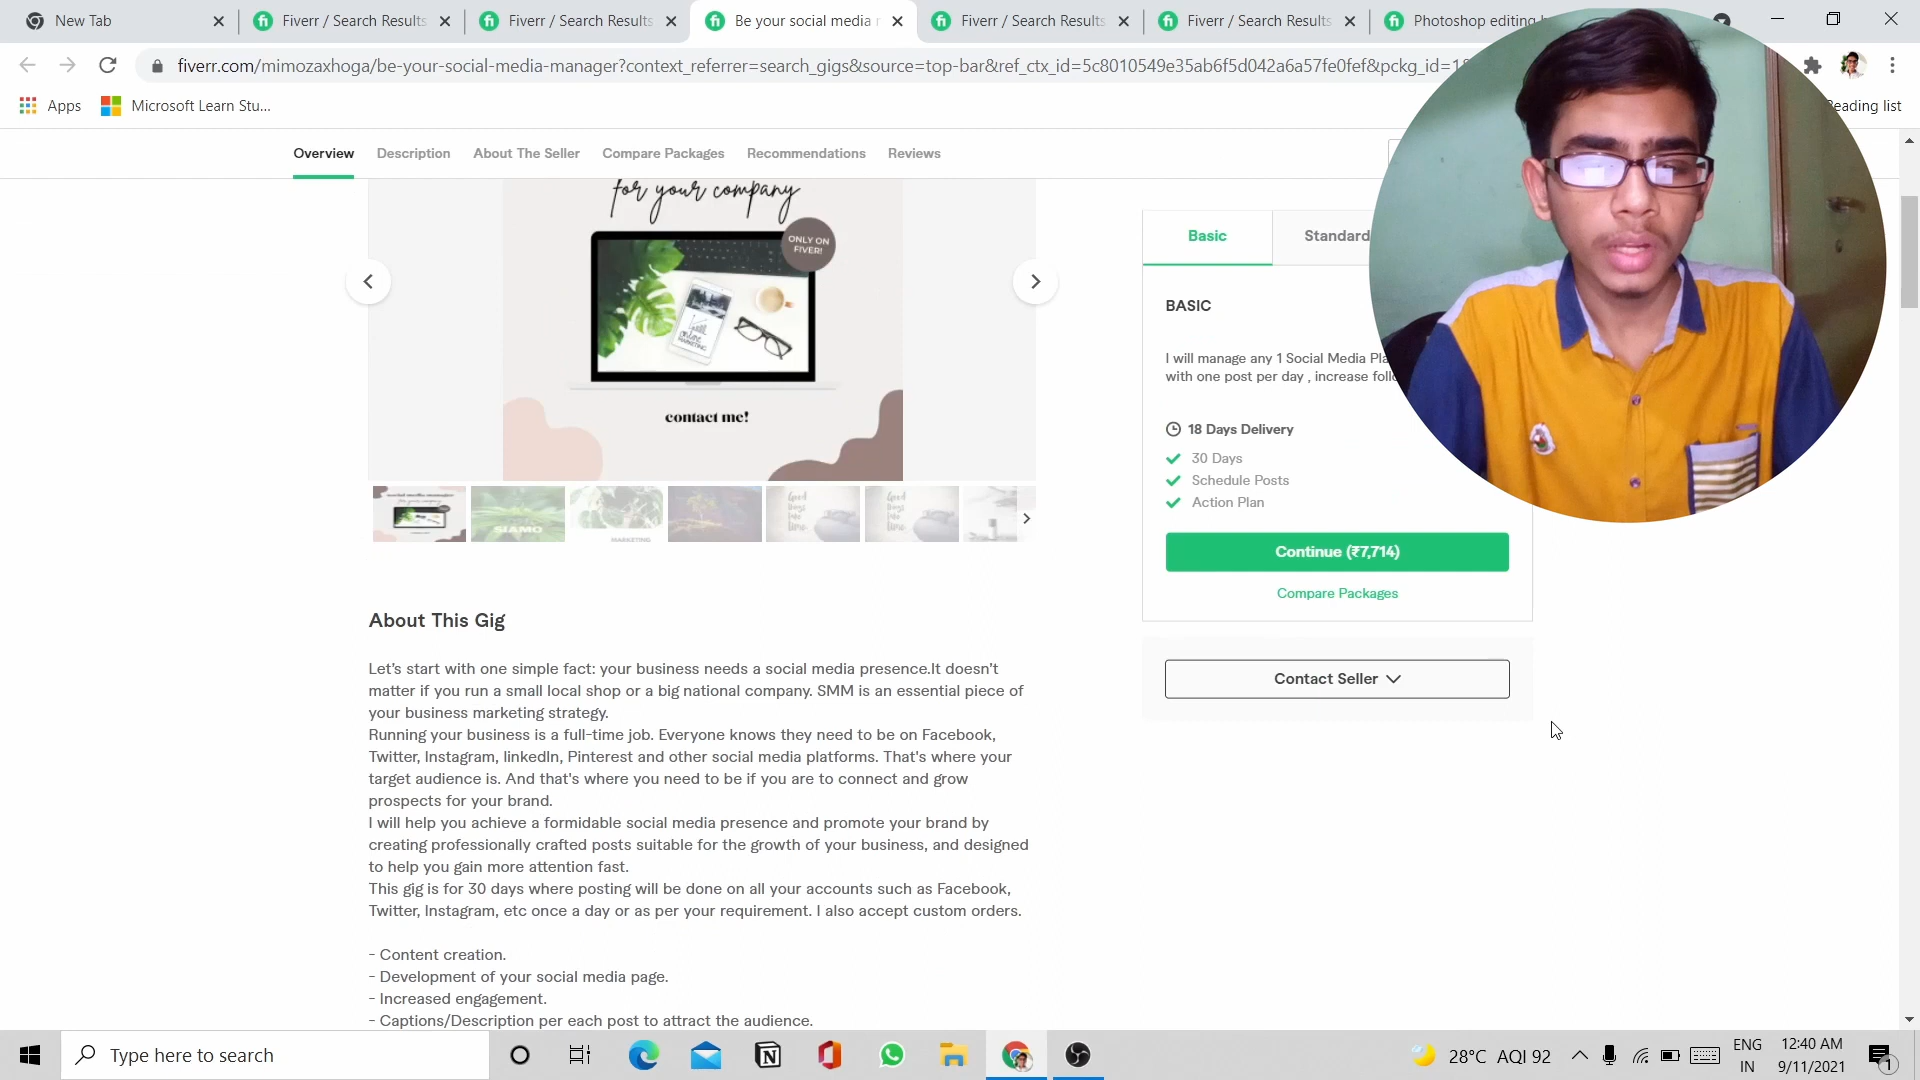 New Tab
Fiverr / Search Results
Fiverr / Search Results
Be your social media
Fiverr / Search Results
Fiverr / Search Results
Photoshop editing
fiverr.com/mimozaxhoga/be-your-social-media-manager?context_referrer=search_gigs&source=top-bar&ref_ctx_id=5c8010549e35ab6f5d042a6a57fe0fef&pckg_id=1
Apps
Microsoft Learn Stu...
Reading list
Overview
Description
About The Seller
Compare Packages
Recommendations
Reviews
for your company
ONLY ON
FIVER!
contact me!
SIAMO
MARKETING
Good
things
take
time.
Good
things
take
time.
Basic
Standard
BASIC
I will manage any 1 Social Media
with one post per day , increase
18 Days Delivery
30 Days
Schedule Posts
Action Plan
Continue (₹7,714)
Compare Packages
Contact Seller
About This Gig
Let's start with one simple fact: your business needs a social media presence.It doesn't
matter if you run a small local shop or a big national company. SMM is an essential piece of
your business marketing strategy.
Running your business is a full-time job. Everyone knows they need to be on Facebook,
Twitter, Instagram, linkedln, Pinterest and other social media platforms. That's where your
target audience is. And that's where you need to be if you are to connect and grow
prospects for your brand.
I will help you achieve a formidable social media presence and promote your brand by
creating professionally crafted posts suitable for the growth of your business, and designed
to help you gain more attention fast.
This gig is for 30 days where posting will be done on all your accounts such as Facebook,
Twitter, Instagram, etc once a day or as per your requirement. I also accept custom orders.
- Content creation.
- Development of your social media page.
- Increased engagement.
- Captions/Description per each post to attract the audience.
Type here to search
28°C AQI 92
ENG
IN
12:40 AM
9/11/2021
1